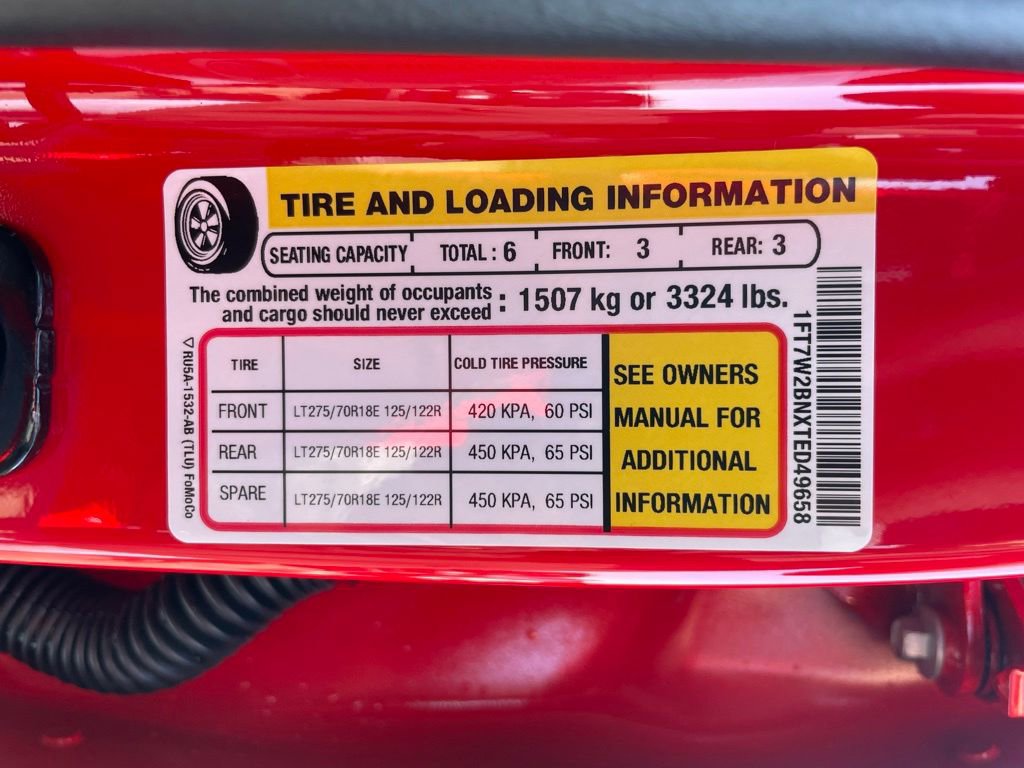 TIRE AND LOADING INFORMATION
SEATING CAPACITY TOTAL : 6 FRONT: 3 REAR: 3
The combined weight of occupants
and cargo should never exceed : 1507 kg or 3324 lbs.
TIRE SIZE COLD TIRE PRESSURE
FRONT LT275/70R18E 125/122R 420 KPA, 60 PSI
REAR LT275/70R18E 125/122R 450 KPA, 65 PSI
SPARE LT275/70R18E 125/122R 450 KPA, 65 PSI
SEE OWNERS
MANUAL FOR
ADDITIONAL
INFORMATION
▽ RU5A-1532-AB (TLU) FoMoCo
1FT7W2BNXTED49658